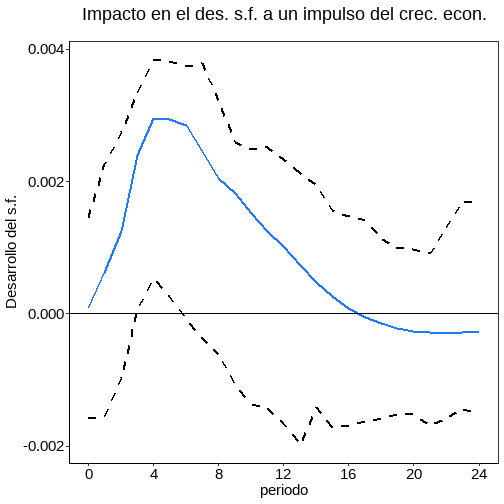 Impacto en el des. s.f. a un impulso del crec. econ.
Desarrollo del s.f.
0.004
0.002
0.000
-0.002
0 4 8 12 16 20 24
periodo